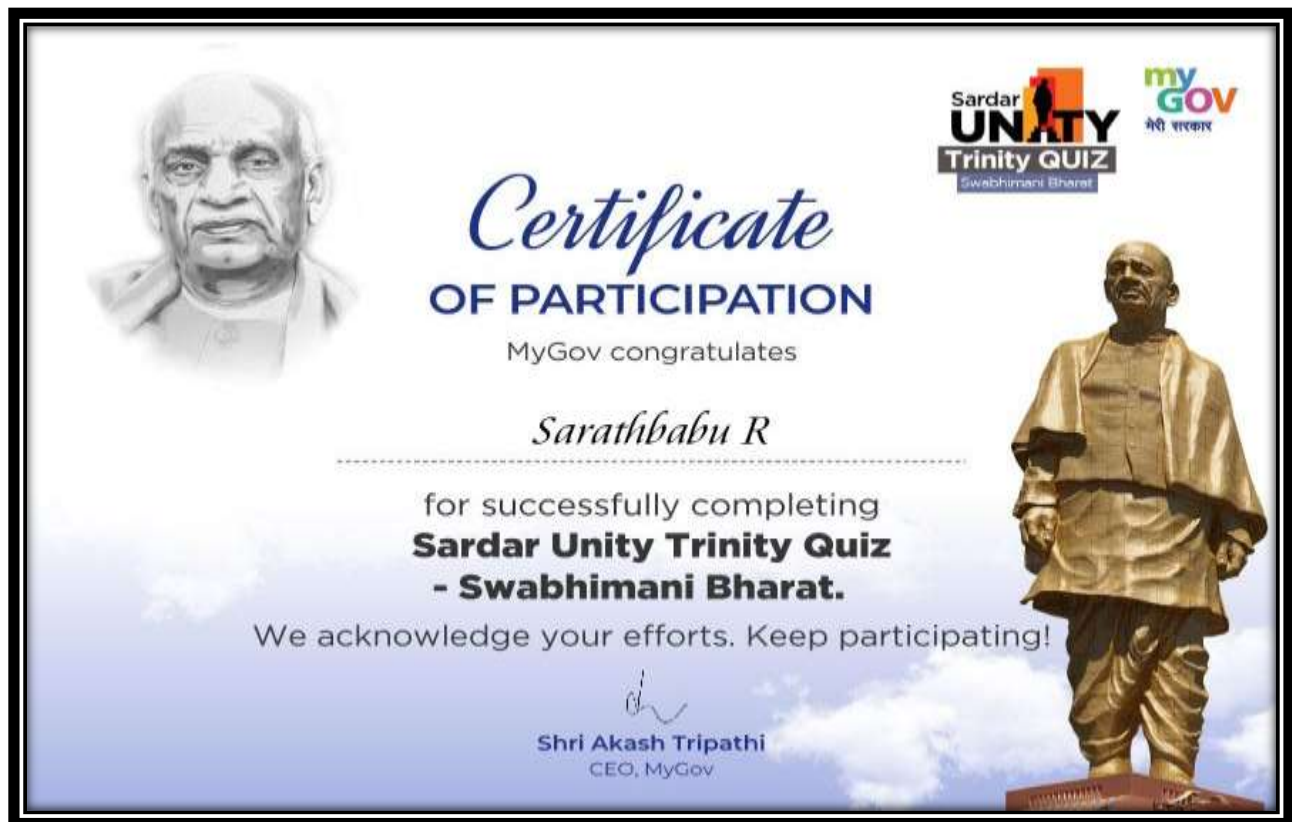 Sardar
UNITY
Trinity QUIZ
Swabhimani Bharat
my
GOV
मेरी सरकार
Certificate
OF PARTICIPATION
MyGov congratulates
Sarathbabu R
for successfully completing
Sardar Unity Trinity Quiz
- Swabhimani Bharat.
We acknowledge your efforts. Keep participating!
Shri Akash Tripathi
CEO, MyGov